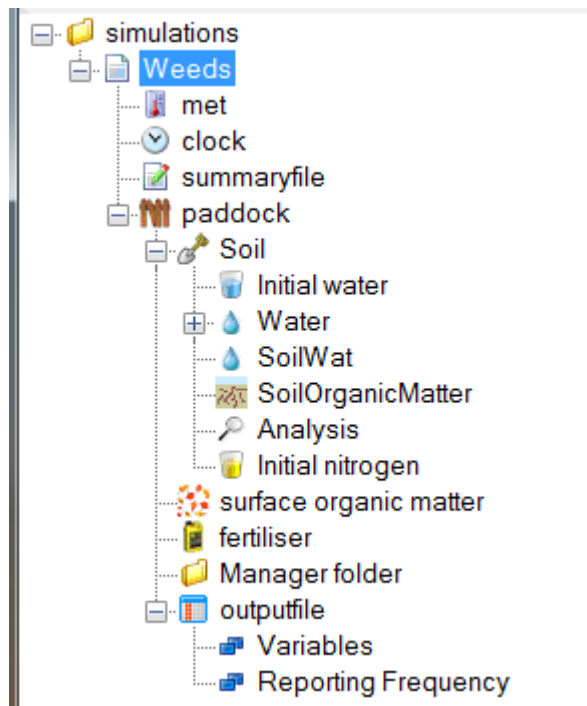 simulations
Weeds
met
clock
summaryfile
paddock
Soil
Initial water
Water
SoilWat
SoilOrganicMatter
Analysis
Initial nitrogen
surface organic matter
fertiliser
Manager folder
outputfile
Variables
Reporting Frequency